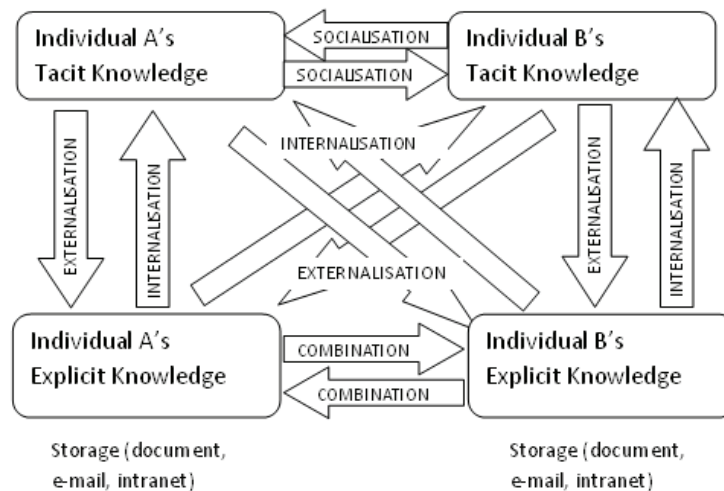 Individual A's
Tacit Knowledge
SOCIALISATION
SOCIALISATION
Individual B's
Tacit Knowledge
EXTERNALISATION
INTERNALISATION
INTERNALISATION
EXTERNALISATION
EXTERNALISATION
INTERNALISATION
Individual A's
Explicit Knowledge
COMBINATION
COMBINATION
Individual B's
Explicit Knowledge
Storage (document,
e-mail, intranet)
Storage (document,
e-mail, intranet)